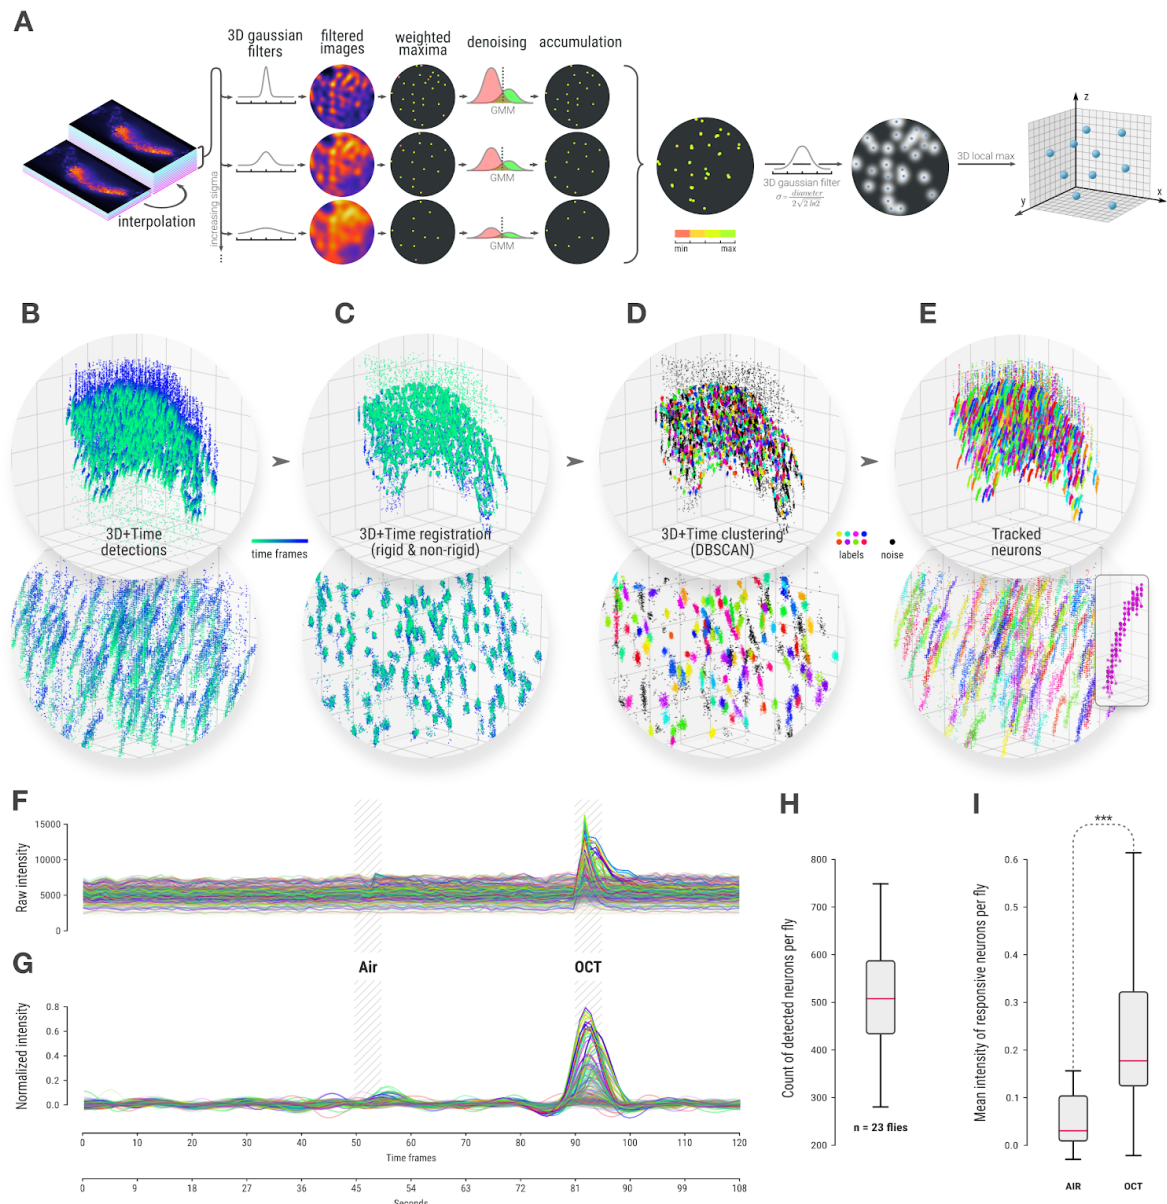 A
3D gaussian
filters
filtered
images
weighted
maxima
denoising
accumulation
GMM
GMM
GMM
interpolation
increasing sigma
min
max
3D gaussian filter
σ = diameter / 2√2 ln2
3D local max
z
y
x
B
C
D
E
3D+Time
detections
time frames
3D+Time registration
(rigid & non-rigid)
3D+Time clustering
(DBSCAN)
labels
noise
Tracked
neurons
F
Raw intensity
15000
10000
5000
0
Air
OCT
G
Normalized intensity
0.8
0.6
0.4
0.2
0.0
0 10 20 30 40 50 60 70 80 90 100 110 120
Time frames
0 9 18 27 36 45 54 63 72 81 90 99 108
Seconds
H
Count of detected neurons per fly
800
700
600
500
400
300
200
n = 23 flies
I
Mean intensity of responsive neurons per fly
***
0.6
0.5
0.4
0.3
0.2
0.1
0.0
AIR
OCT